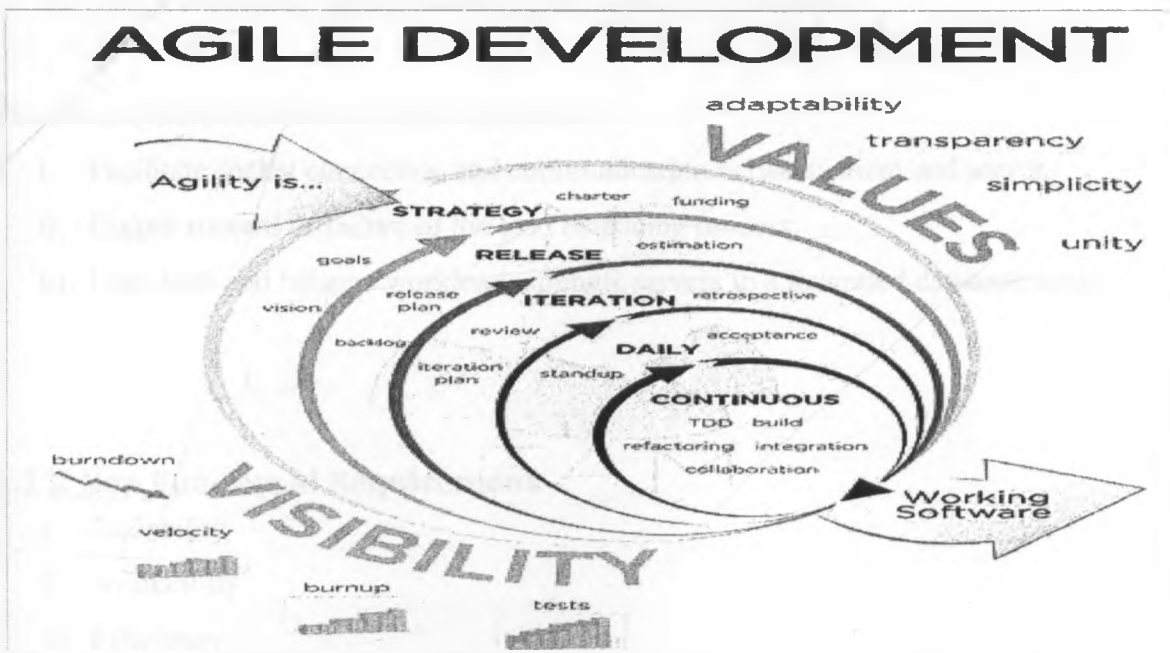 AGILE DEVELOPMENT
adaptability
VALUES
transparency
simplicity
unity
Agility is...
STRATEGY
charter
funding
goals
vision
RELEASE
estimation
release
plan
backlog
ITERATION
retrospective
review
iteration
plan
DAILY
acceptance
standup
CONTINUOUS
TDD build
refactoring integration
collaboration
Working
Software
VISIBILITY
burndown
velocity
burnup
tests